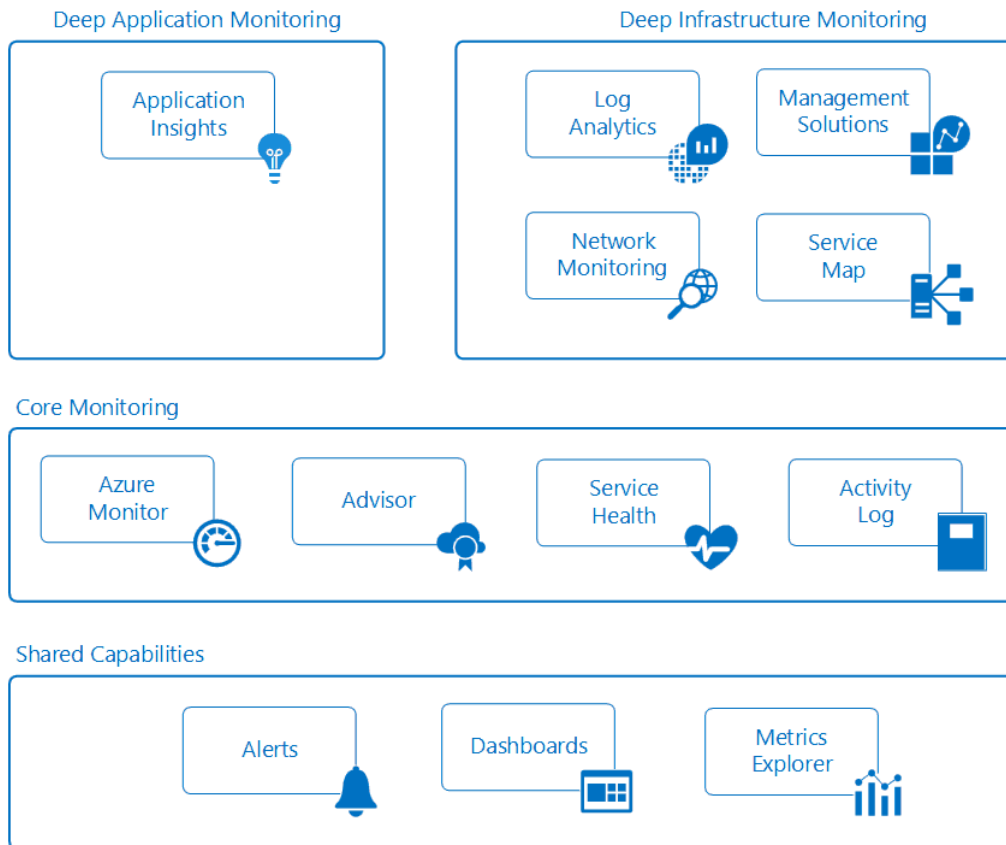 Deep Application Monitoring
Deep Infrastructure Monitoring
Application
Insights
Log
Analytics
Management
Solutions
Network
Monitoring
Service
Map
Core Monitoring
Azure
Monitor
Advisor
Service
Health
Activity
Log
Shared Capabilities
Alerts
Dashboards
Metrics
Explorer